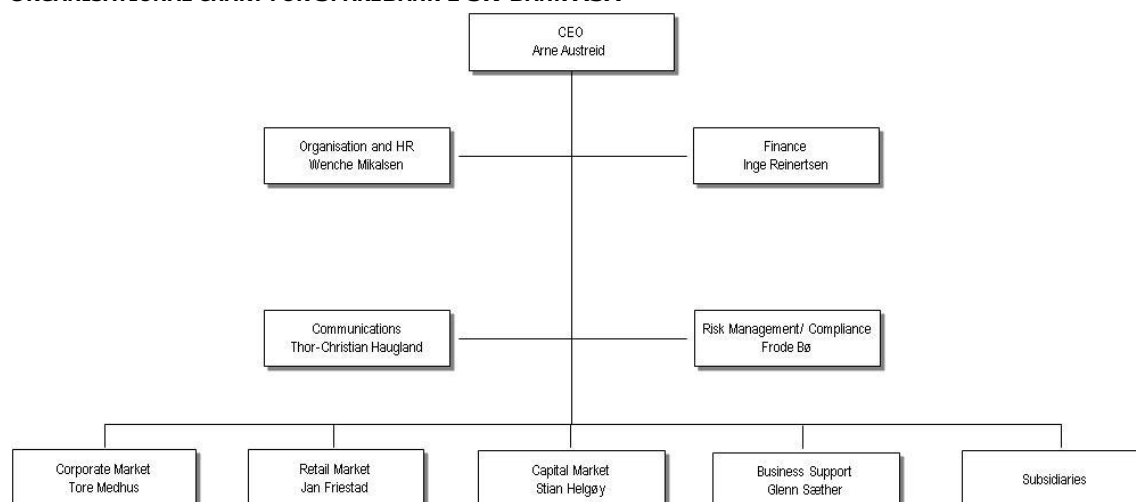 CEO
Arne Austreid
Organisation and HR
Wenche Mikalsen
Finance
Inge Reinertsen
Communications
Thor-Christian Haugland
Risk Management/ Compliance
Frode Bø
Corporate Market
Tore Medhus
Retail Market
Jan Friestad
Capital Market
Stian Helgøy
Business Support
Glenn Sæther
Subsidiaries